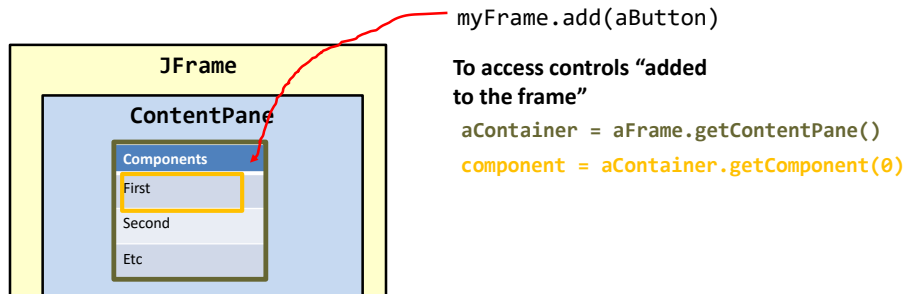 myFrame.add(aButton)
JFrame
ContentPane
Components
First
Second
Etc
To access controls “added
to the frame”
aContainer = aFrame.getContentPane()
component = aContainer.getComponent(0)